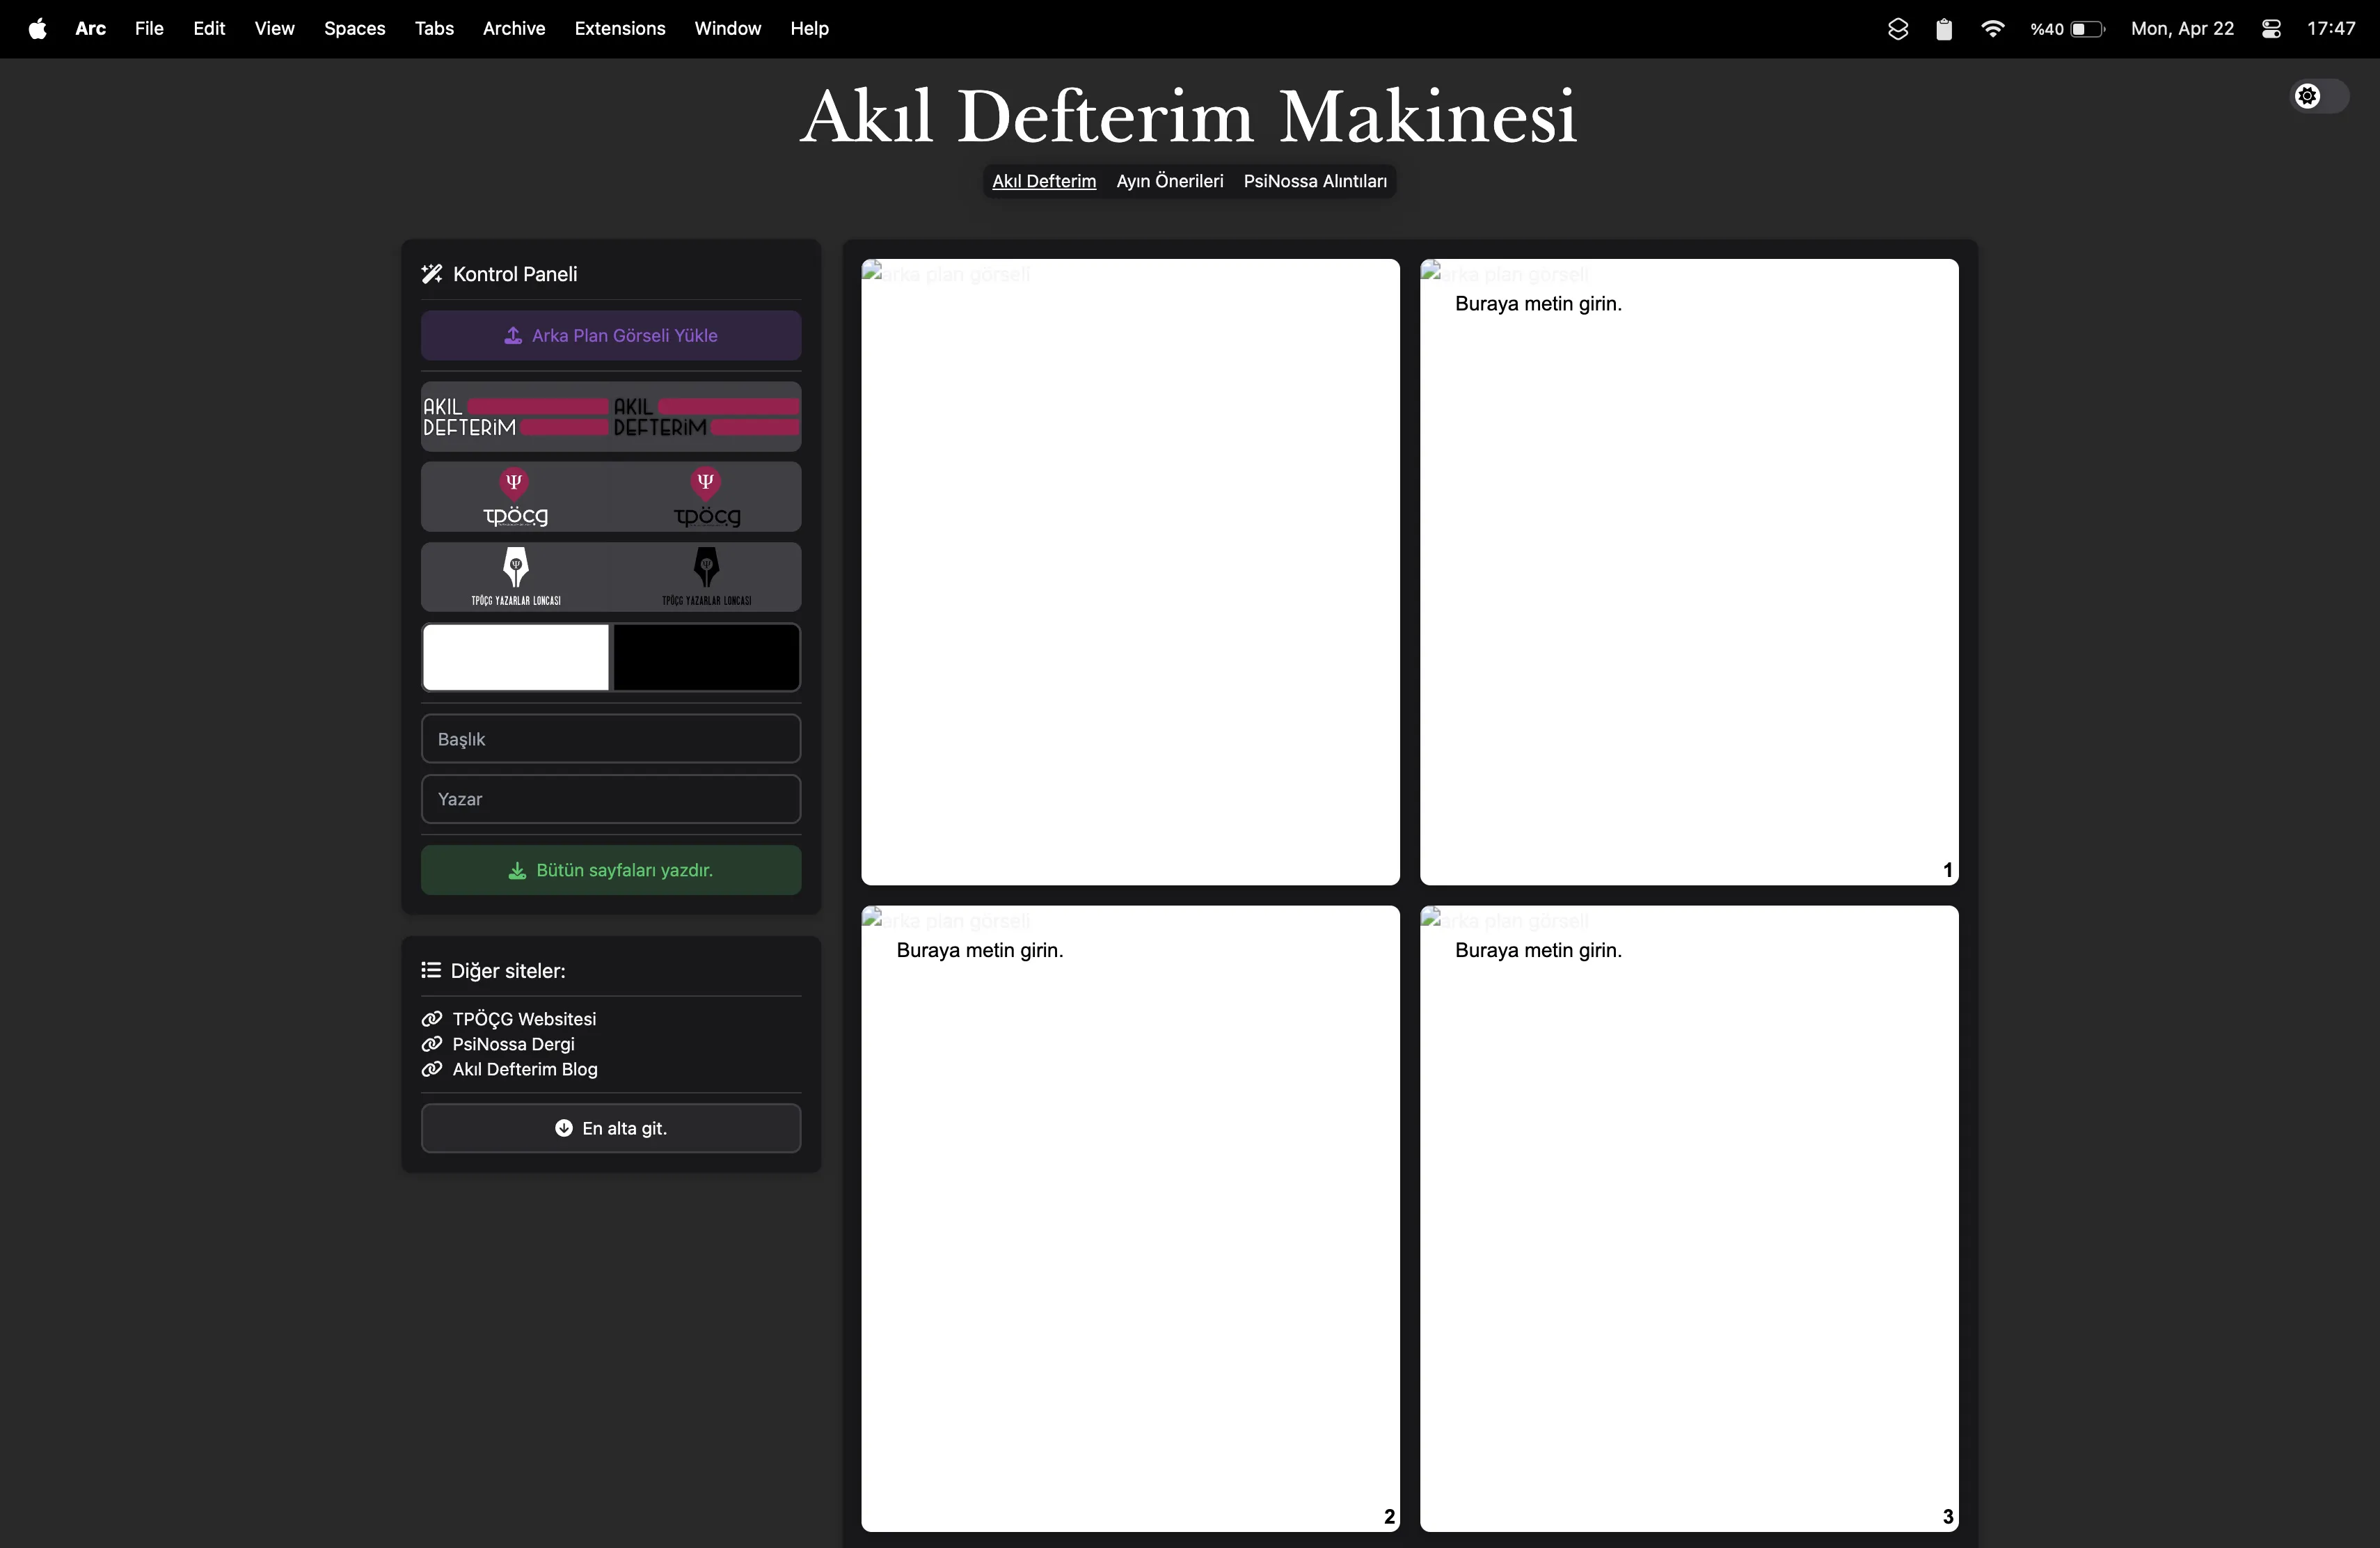 Arc File Edit View Spaces Tabs Archive Extensions Window Help %40 Mon, Apr 22 17:47
Akıl Defterim Makinesi
Akıl Defterim Ayın Önerileri PsiNossa Alıntıları
Kontrol Paneli
Arka Plan Görseli Yükle
AKIL
DEFTERİM
AKIL
DEFTERİM
Ψ
tpöçg
Ψ
tpöçg
Ψ
TPÖÇG YAZARLAR LONCASI
Ψ
TPÖÇG YAZARLAR LONCASI
Başlık
Yazar
Bütün sayfaları yazdır.
Diğer siteler:
TPÖÇG Websitesi
PsiNossa Dergi
Akıl Defterim Blog
En alta git.
arka plan görseli
arka plan görseli
Buraya metin girin.
1
arka plan görseli
Buraya metin girin.
2
arka plan görseli
Buraya metin girin.
3